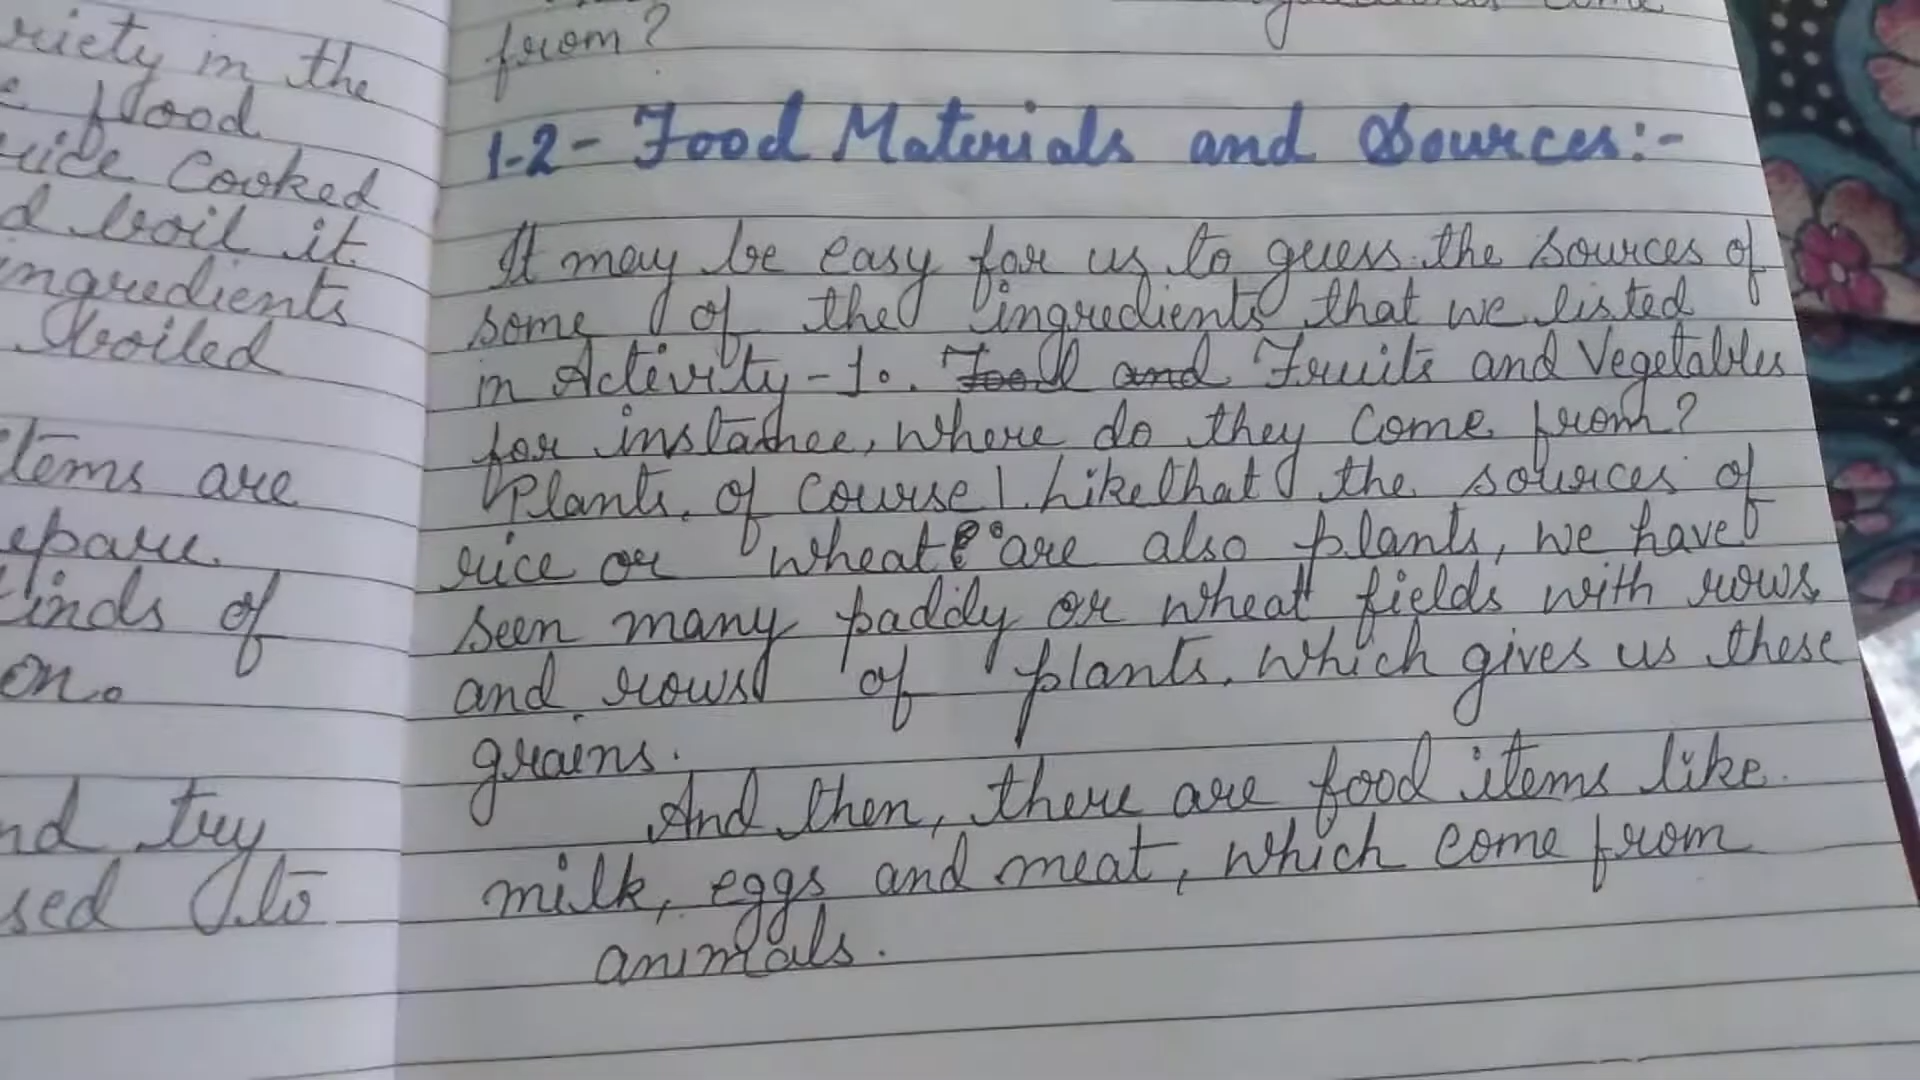 riety in the
food
rice cooked
d boil it
ingredients
boiled
items are
epare.
kinds of
on.
nd try
sed to
from?
1-2- Food Materials and Sources:-
It may be easy for us to guess the sources of
some of the ingredients that we listed
in Activity-1. Food and Fruits and Vegetables
for instance, where do they come from?
Plants, of course!. Like that the sources of
rice or wheat are also plants, we have
seen many paddy or wheat fields with rows
and rows of plants. which gives us these
grains.
And then, there are food items like.
milk, eggs and meat, which come from
animals.